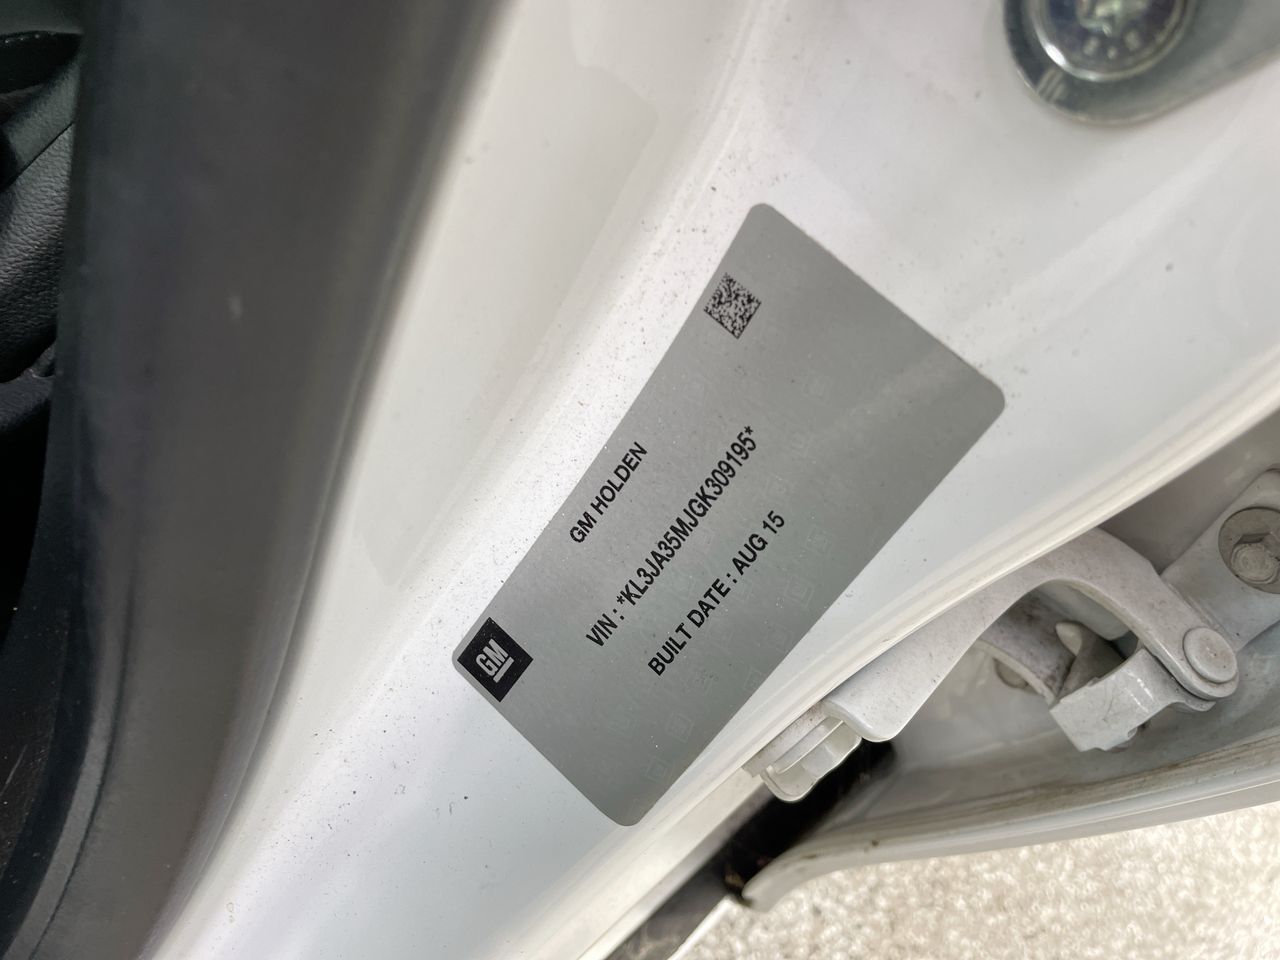 GM HOLDEN
VIN : *KL3JA35MJGK309195*
BUILT DATE : AUG 15
GM